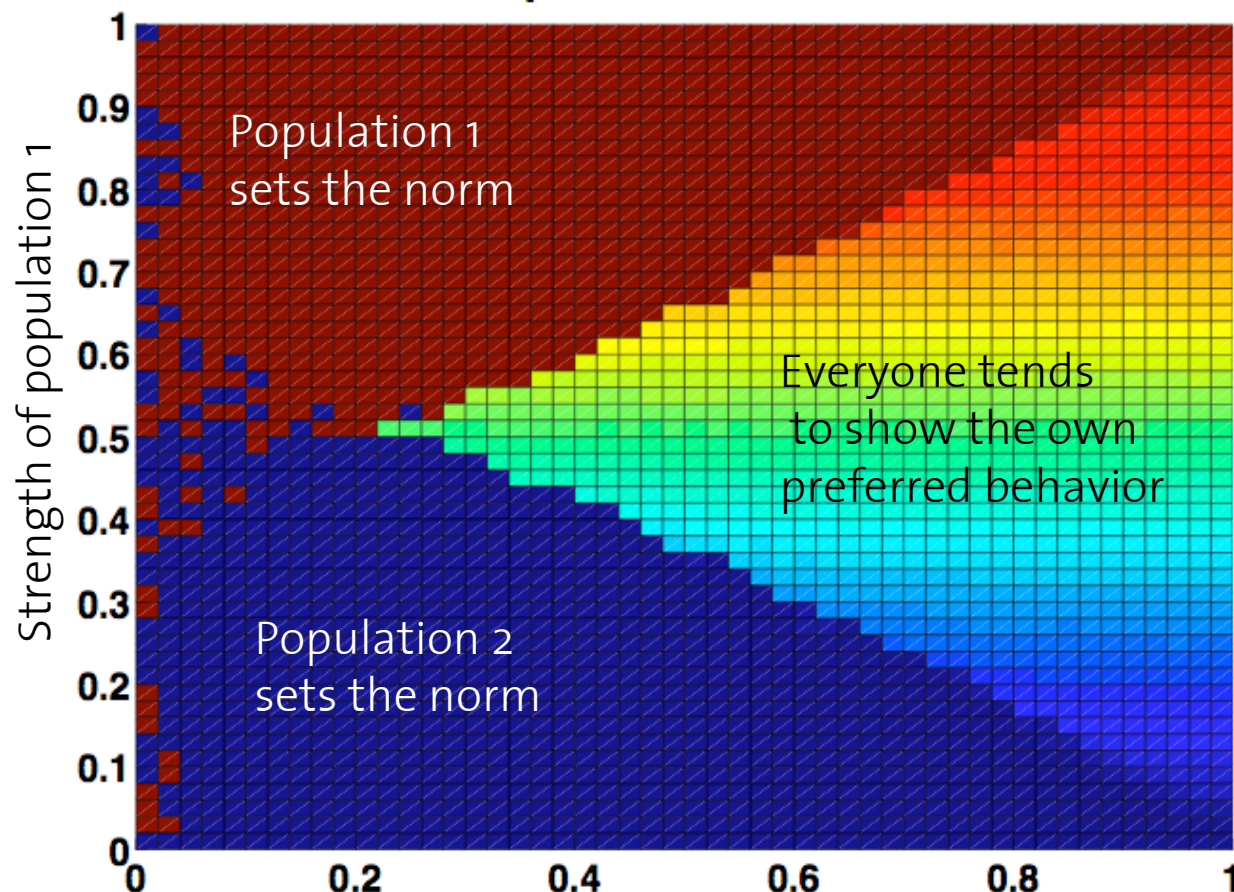 1
0.9
Population 1
sets the norm
0.8
0.7
0.6
Everyone tends
to show the own
preferred behavior
0.5
0.4
0.3
Population 2
sets the norm
0.2
0.1
0
Strength of population 1
0
0.2
0.4
0.6
0.8
1